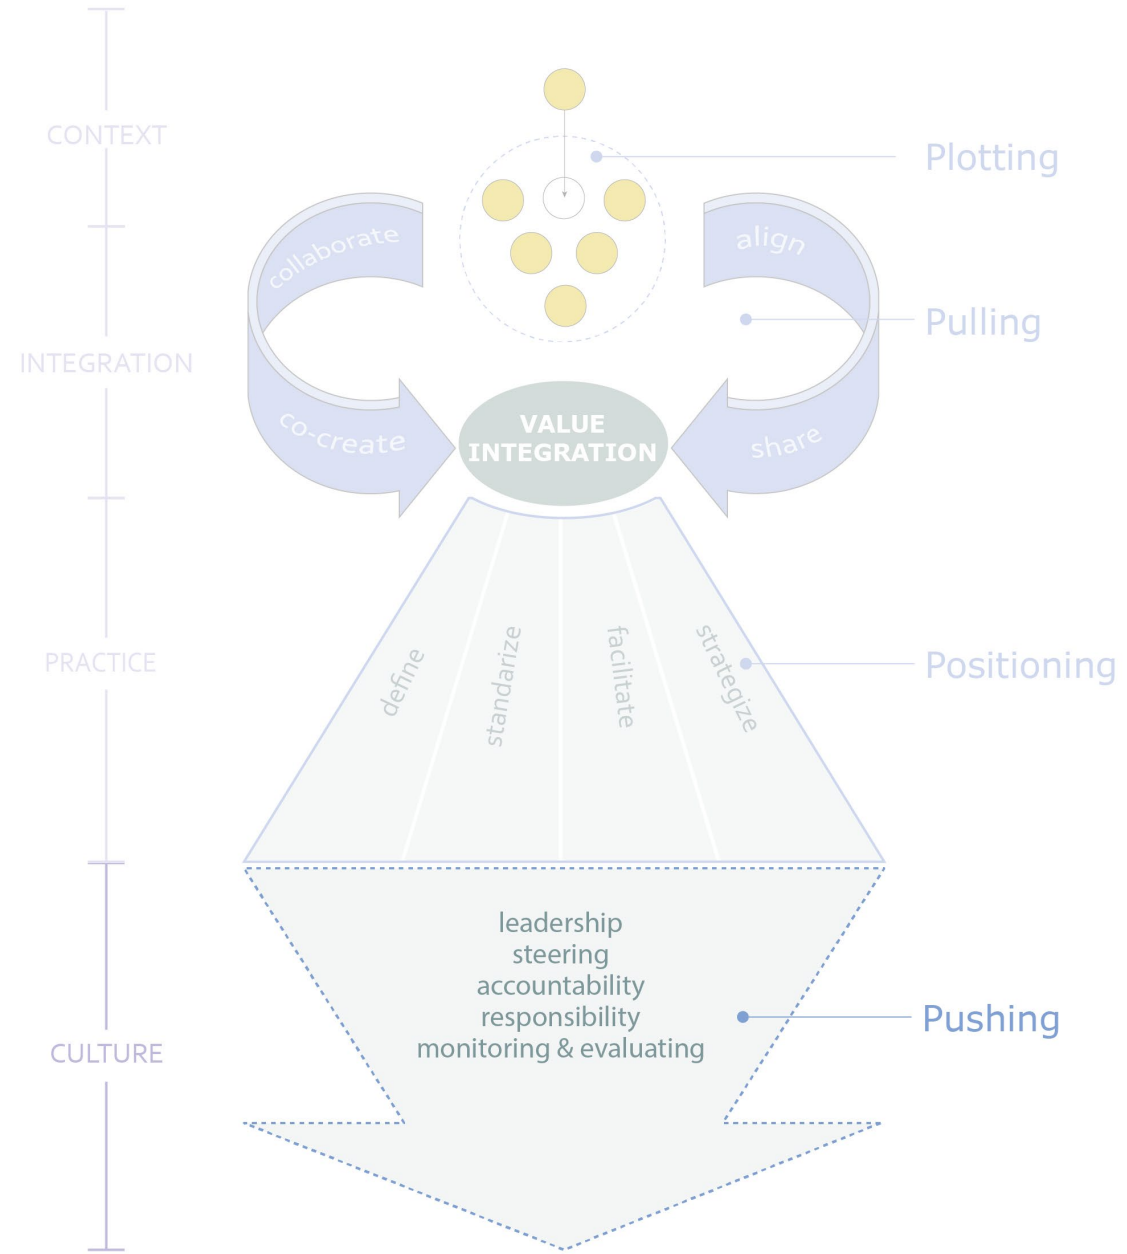 CONTEXT
Plotting
collaborate
align
Pulling
INTEGRATION
co-create
share
VALUE
INTEGRATION
PRACTICE
define
standarize
facilitate
strategize
Positioning
leadership
steering
accountability
responsibility
monitoring & evaluating
Pushing
CULTURE